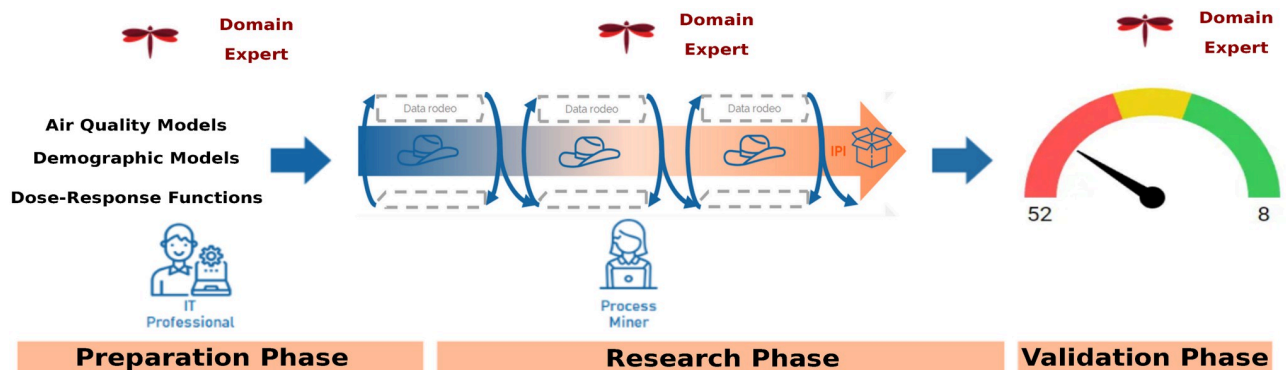 Domain
Expert
Domain
Expert
Domain
Expert
Air Quality Models
Demographic Models
Dose-Response Functions
Data rodeo
Data rodeo
Data rodeo
IPI
52
8
IT
Professional
Process
Miner
Preparation Phase
Research Phase
Validation Phase